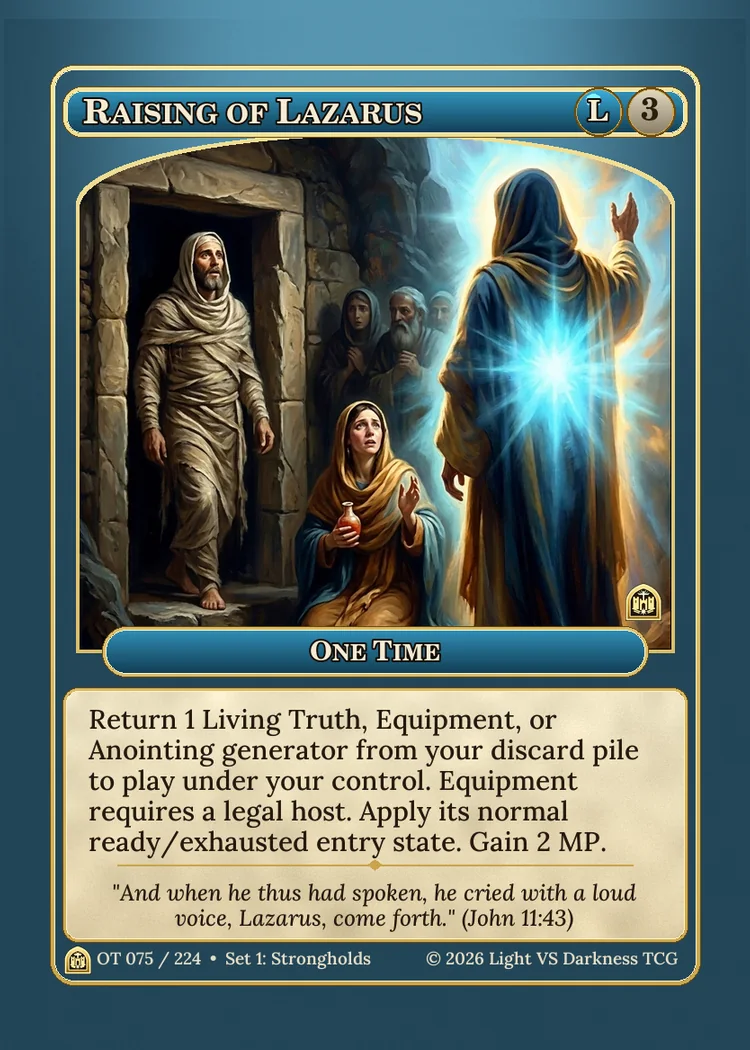 Raising of Lazarus L 3
One Time
Return 1 Living Truth, Equipment, or
Anointing generator from your discard pile
to play under your control. Equipment
requires a legal host. Apply its normal
ready/exhausted entry state. Gain 2 MP.
"And when he thus had spoken, he cried with a loud
voice, Lazarus, come forth." (John 11:43)
OT 075 / 224 • Set 1: Strongholds © 2026 Light VS Darkness TCG